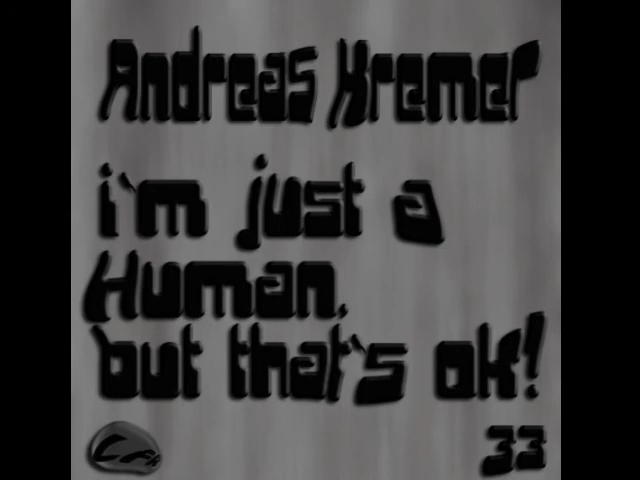 Andreas Kremer
i`m just a
Human.
but that`s ok!
33